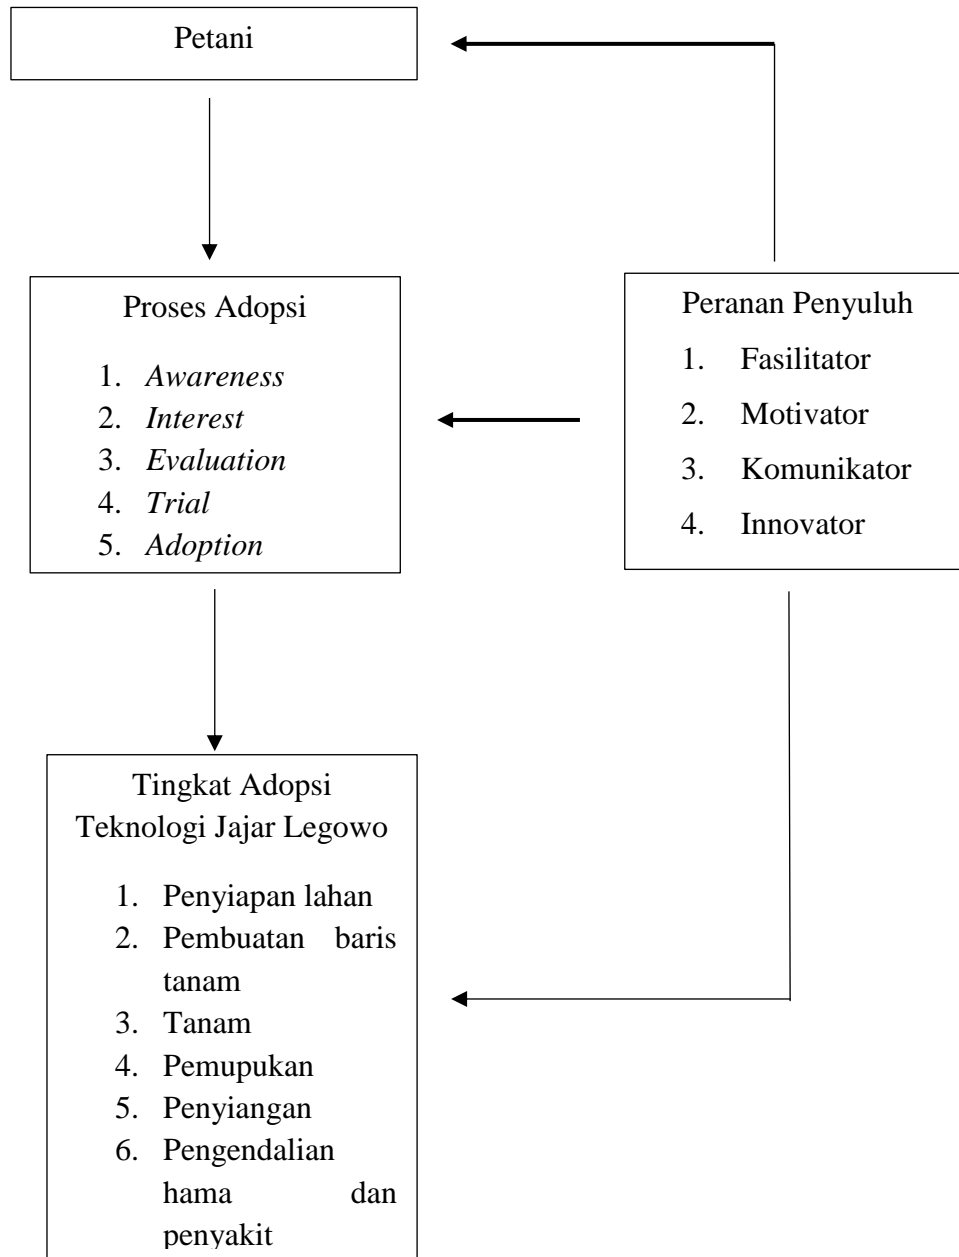 Petani
Proses Adopsi
1. Awareness
2. Interest
3. Evaluation
4. Trial
5. Adoption
Peranan Penyuluh
1. Fasilitator
2. Motivator
3. Komunikator
4. Innovator
Tingkat Adopsi
Teknologi Jajar Legowo
1. Penyiapan lahan
2. Pembuatan baris
tanam
3. Tanam
4. Pemupukan
5. Penyiangan
6. Pengendalian
hama dan
penyakit